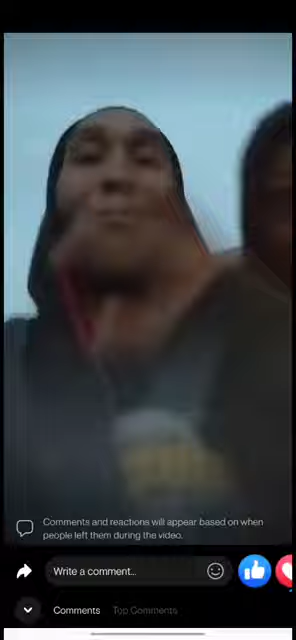 Comments and reactions will appear based on when
people left them during the video.
Write a comment...
Comments Top Comments